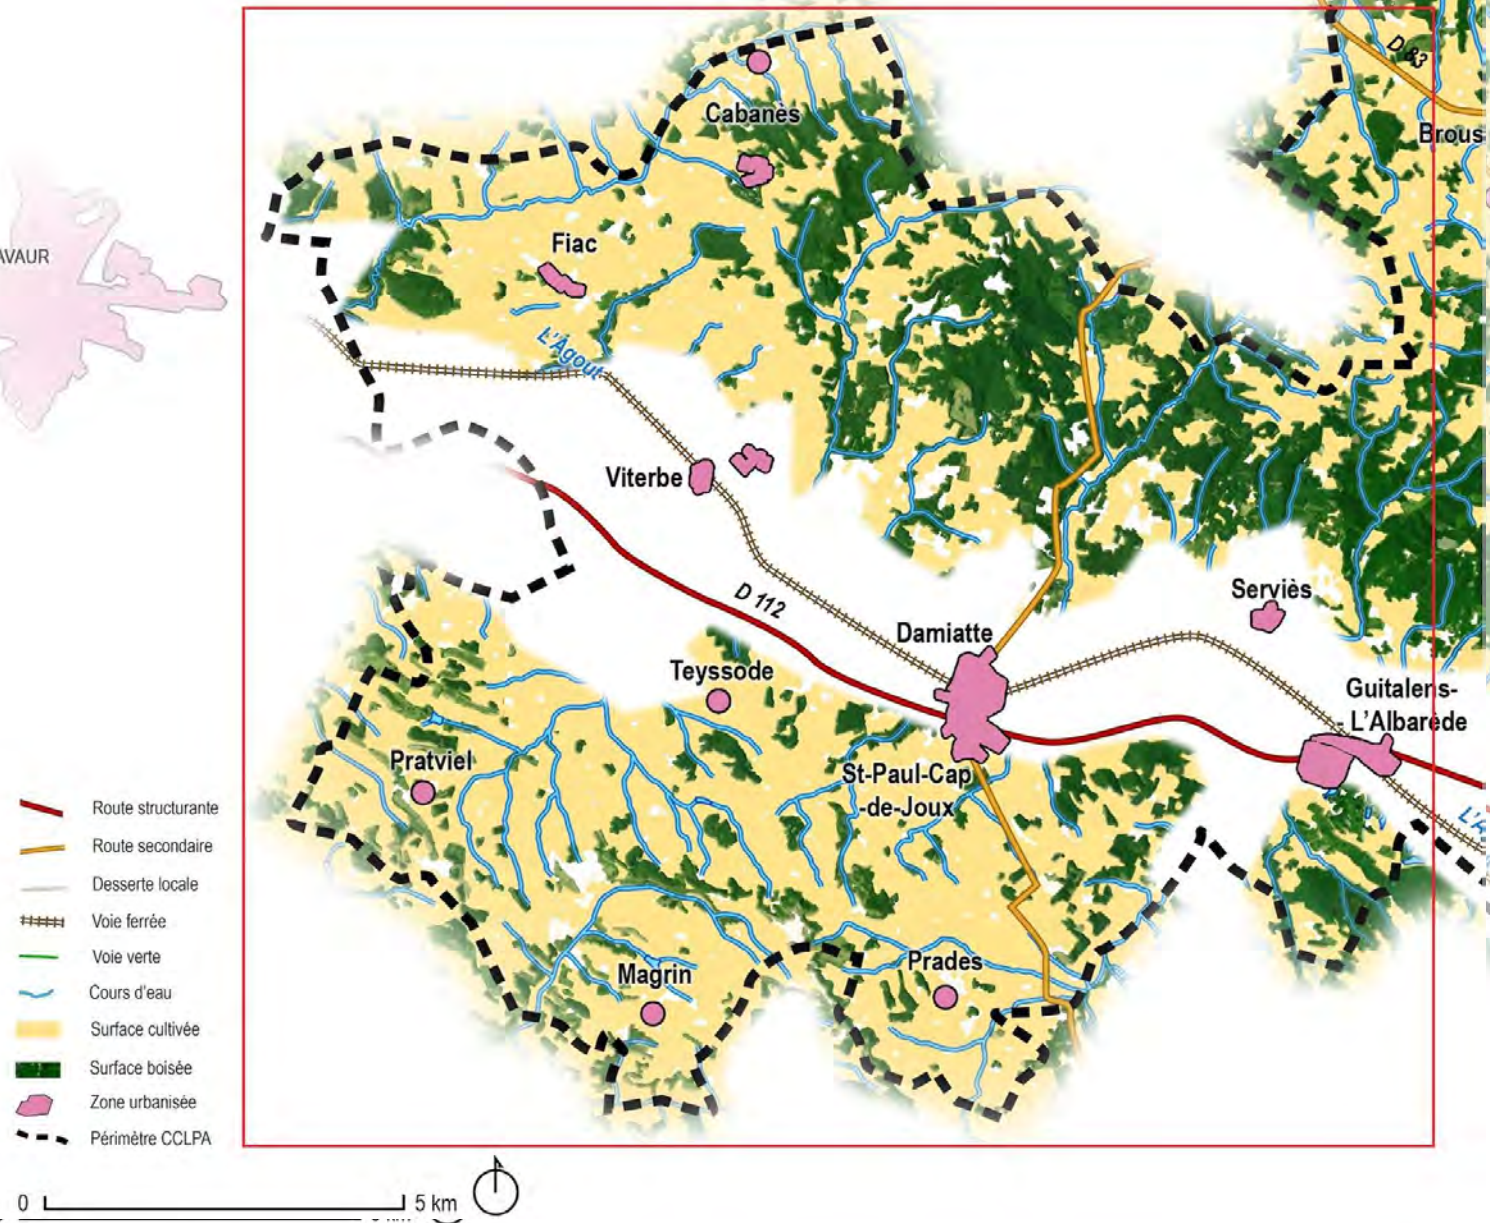 D 83
Brous
Cabanès
Fiac
AVAUR
L'Agout
Viterbe
D 112
Serviès
Damiatte
Teyssode
Guitalens-
- L'Albarède
Pratviel
St-Paul-Cap
-de-Joux
L'A
Magrin
Prades
Route structurante
Route secondaire
Desserte locale
Voie ferrée
Voie verte
Cours d'eau
Surface cultivée
Surface boisée
Zone urbanisée
Périmètre CCLPA
0 5 km